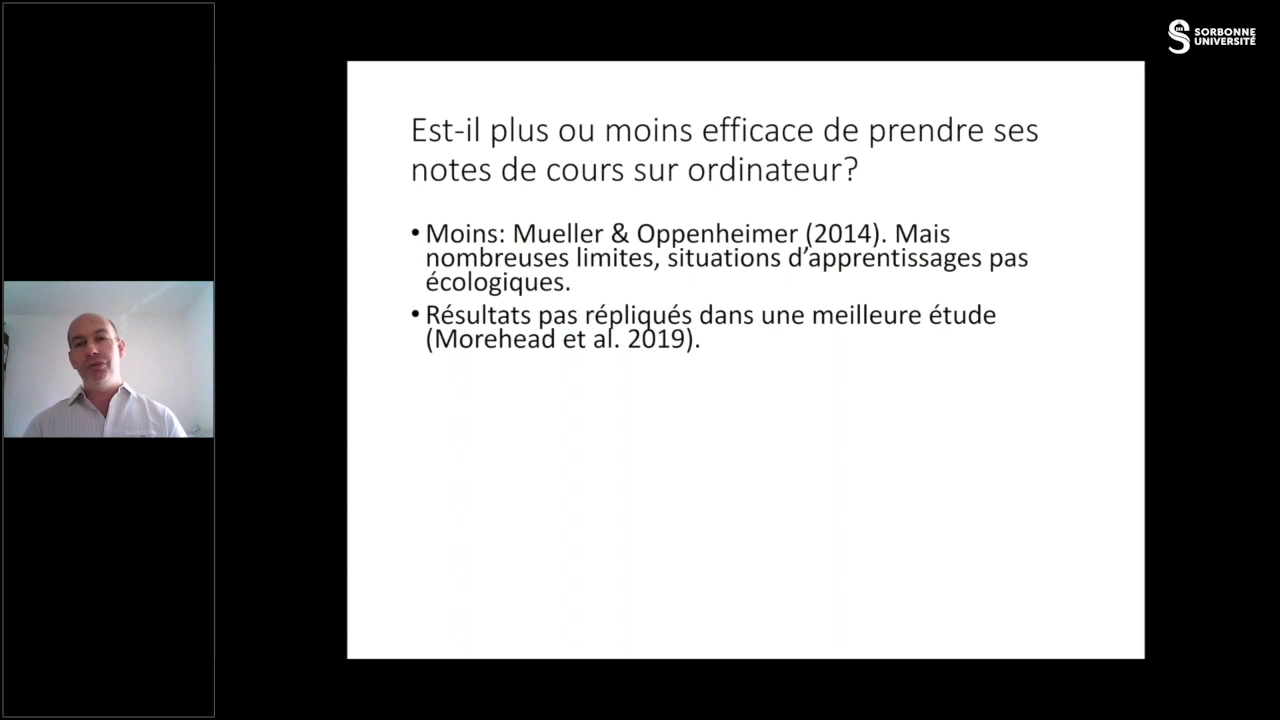 SORBONNE
UNIVERSITÉ
Est-il plus ou moins efficace de prendre ses
notes de cours sur ordinateur?
• Moins: Mueller & Oppenheimer (2014). Mais
nombreuses limites, situations d’apprentissages pas
écologiques.
• Résultats pas répliqués dans une meilleure étude
(Morehead et al. 2019).